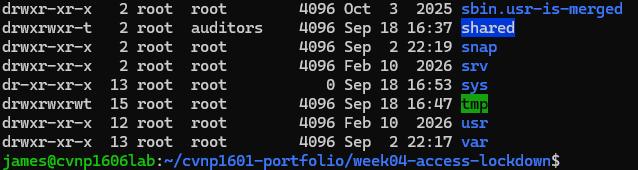 drwxr-xr-x 2 root root 4096 Oct 3 2025 sbin.usr-is-merged
drwxrwxr-t 2 root auditors 4096 Sep 18 16:37 shared
drwxr-xr-x 2 root root 4096 Sep 2 22:19 snap
drwxr-xr-x 2 root root 4096 Feb 10 2026 srv
dr-xr-xr-x 13 root root 0 Sep 18 16:53 sys
drwxrwxrwt 15 root root 4096 Sep 18 16:47 tmp
drwxr-xr-x 12 root root 4096 Feb 10 2026 usr
drwxr-xr-x 13 root root 4096 Sep 2 22:17 var
james@cvnp1606lab:~/cvnp1601-portfolio/week04-access-lockdown$